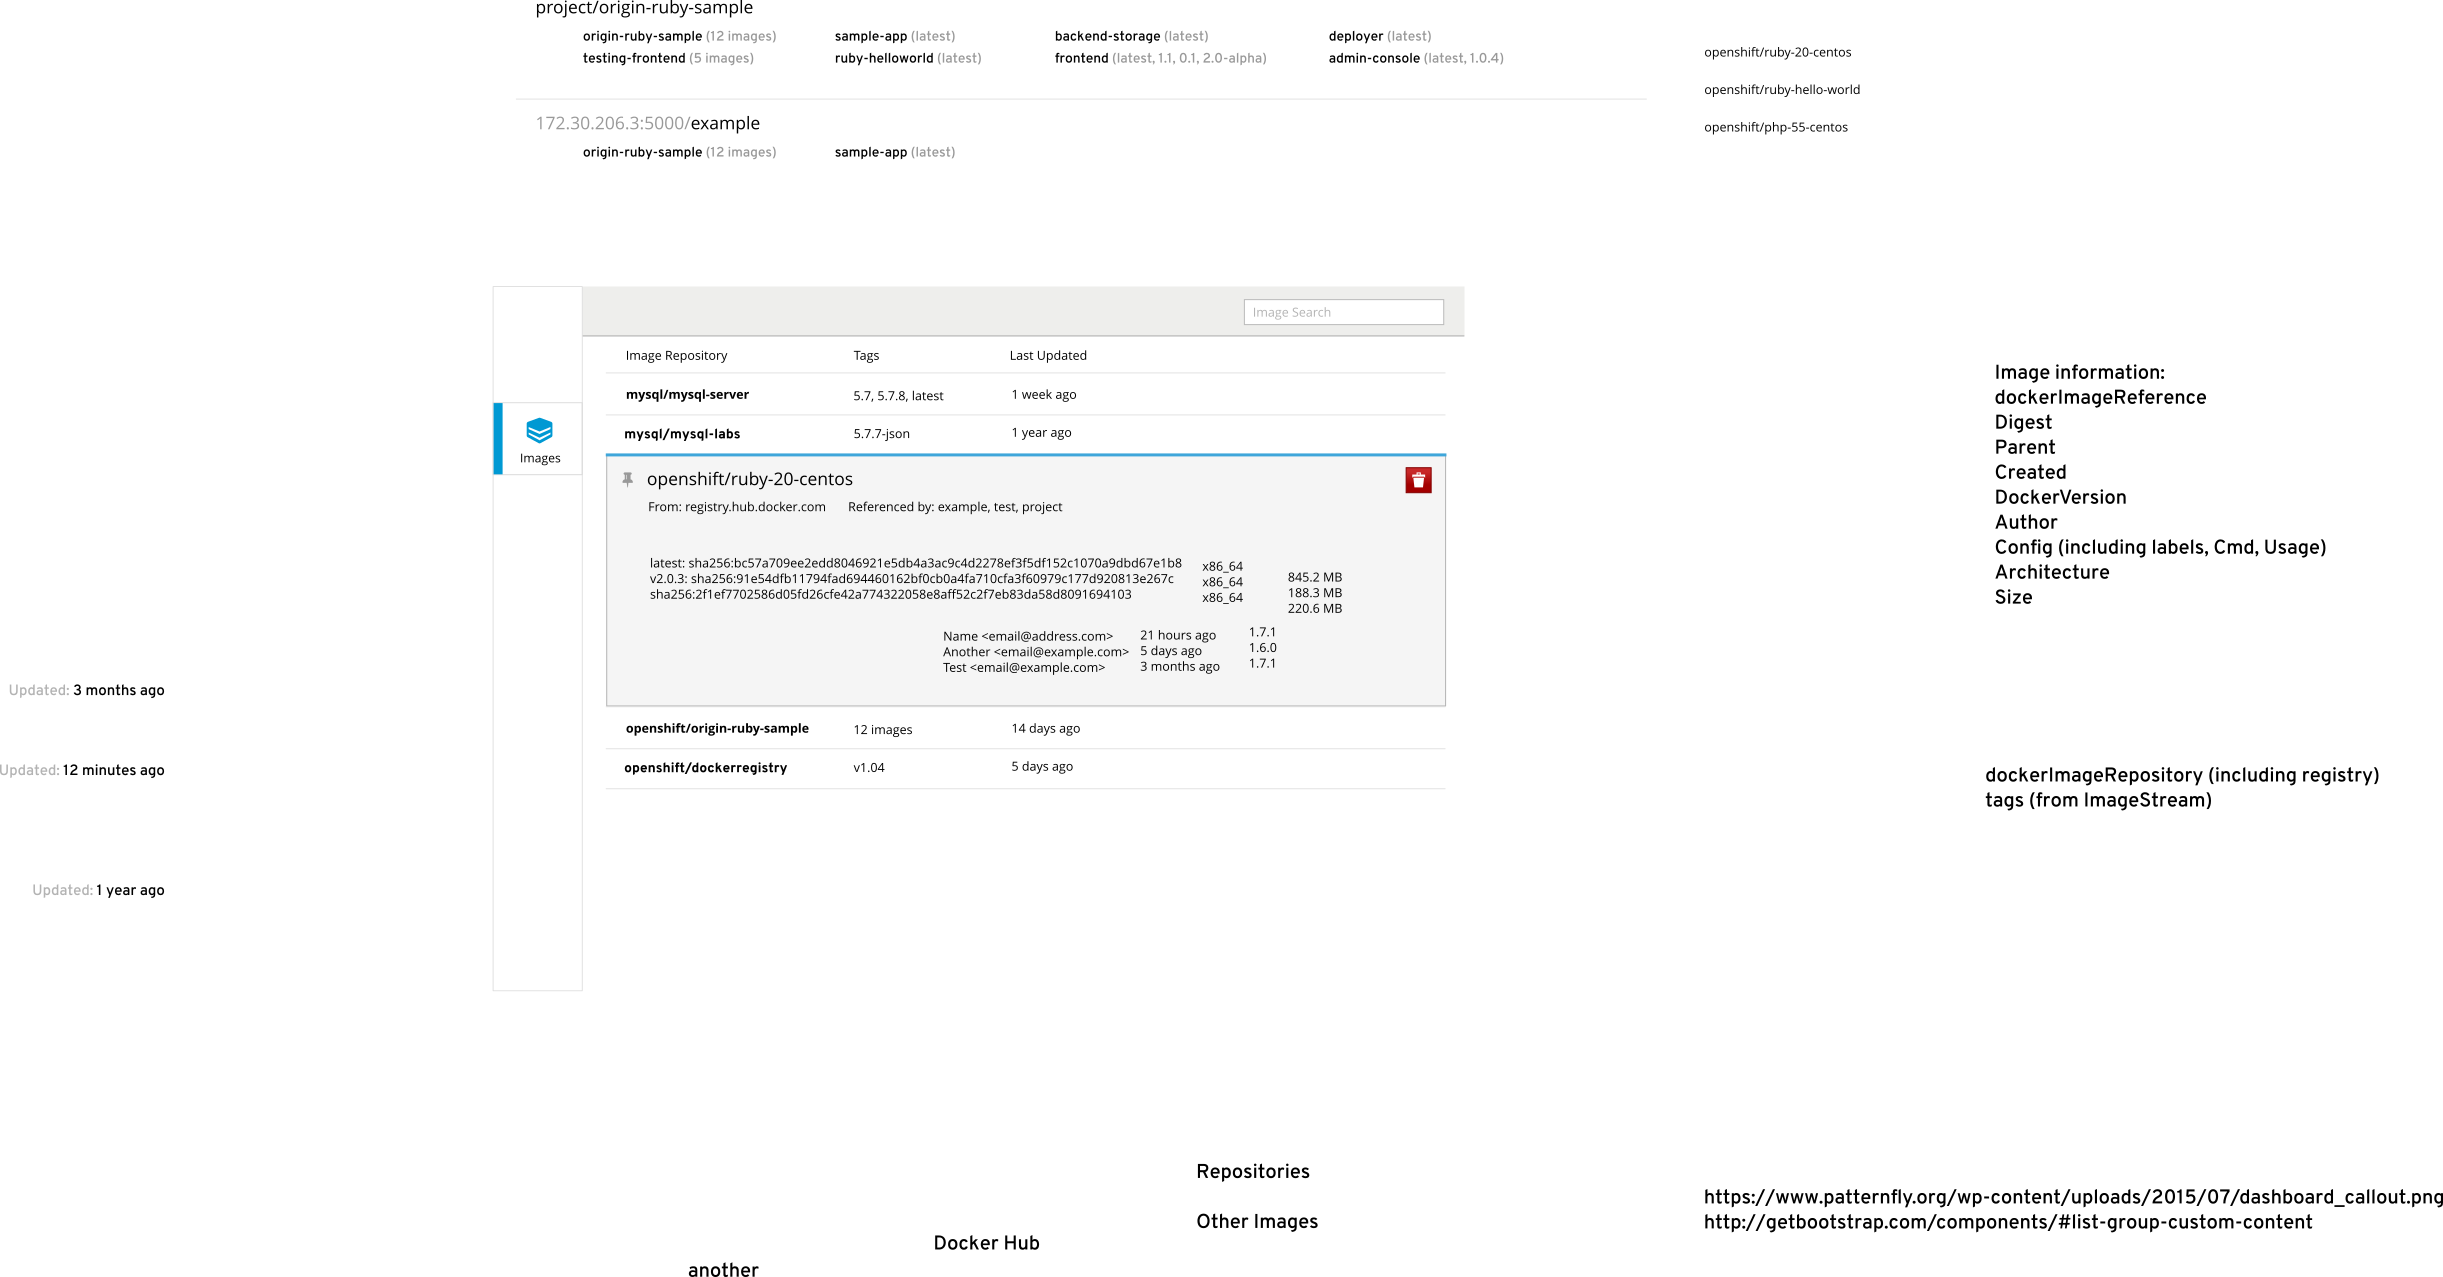 project/origin-ruby-sample
origin-ruby-sample (12 images) sample-app (latest) backend-storage (latest) deployer (latest)
testing-frontend (5 images) ruby-helloworld (latest) frontend (latest, 1.1, 0.1, 2.0-alpha) admin-console (latest, 1.0.4)
172.30.206.3:5000/example
origin-ruby-sample (12 images) sample-app (latest)
openshift/ruby-20-centos
openshift/ruby-hello-world
openshift/php-55-centos
Image Search
Images
Image Repository Tags Last Updated
mysql/mysql-server 5.7, 5.7.8, latest 1 week ago
mysql/mysql-labs 5.7.7-json 1 year ago
openshift/ruby-20-centos
From: registry.hub.docker.com Referenced by: example, test, project
latest: sha256:bc57a709ee2edd8046921e5db4a3ac9c4d2278ef3f5df152c1070a9dbd67e1b8 x86_64 845.2 MB
v2.0.3: sha256:91e54dfb11794fad694460162bf0cb0a4fa710cfa3f60979c177d920813e267c x86_64 188.3 MB
sha256:2f1ef7702586d05fd26cfe42a774322058e8aff52c2f7eb83da58d8091694103 x86_64 220.6 MB
Name <email@address.com> 21 hours ago 1.7.1
Another <email@example.com> 5 days ago 1.6.0
Test <email@example.com> 3 months ago 1.7.1
openshift/origin-ruby-sample 12 images 14 days ago
openshift/dockerregistry v1.04 5 days ago
Updated: 3 months ago
Updated: 12 minutes ago
Updated: 1 year ago
Image information:
dockerImageReference
Digest
Parent
Created
DockerVersion
Author
Config (including labels, Cmd, Usage)
Architecture
Size
dockerImageRepository (including registry)
tags (from ImageStream)
Repositories
Other Images
Docker Hub
another
https://www.patternfly.org/wp-content/uploads/2015/07/dashboard_callout.png
http://getbootstrap.com/components/#list-group-custom-content